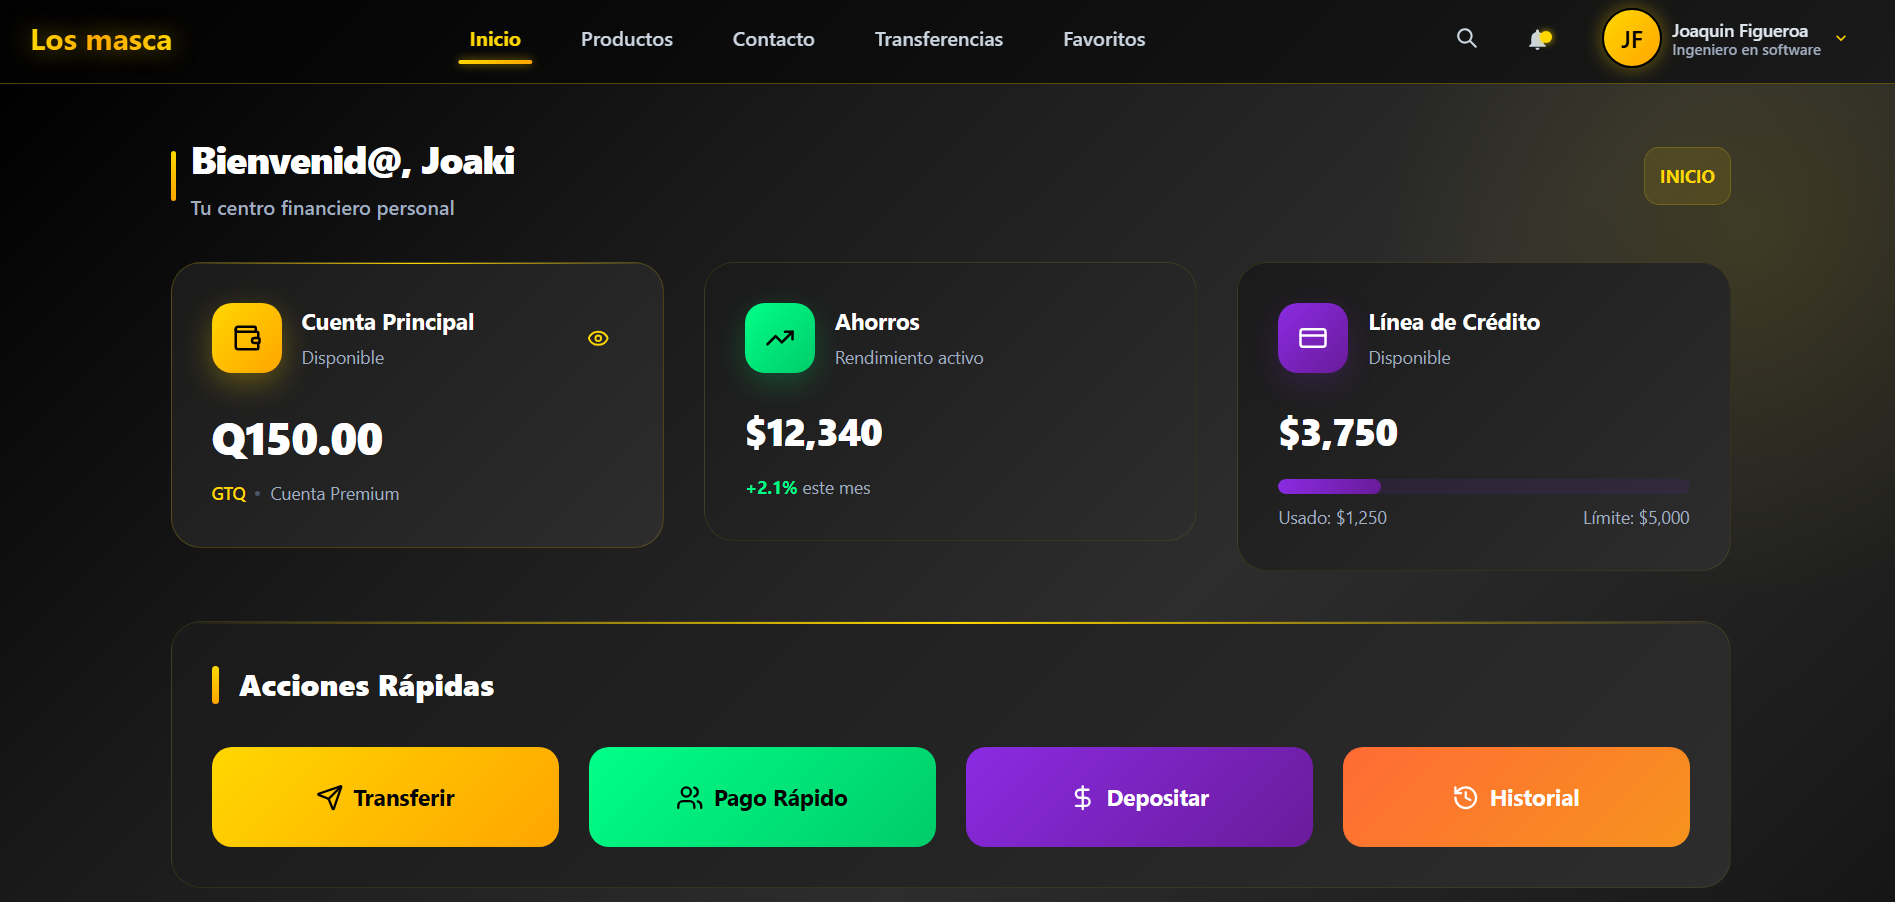 Los masca
Inicio
Productos
Contacto
Transferencias
Favoritos
JF
Joaquin Figueroa
Ingeniero en software
Bienvenid@, Joaki
Tu centro financiero personal
INICIO
Cuenta Principal
Disponible
Q150.00
GTQ • Cuenta Premium
Ahorros
Rendimiento activo
$12,340
+2.1% este mes
Línea de Crédito
Disponible
$3,750
Usado: $1,250
Límite: $5,000
Acciones Rápidas
Transferir
Pago Rápido
Depositar
Historial